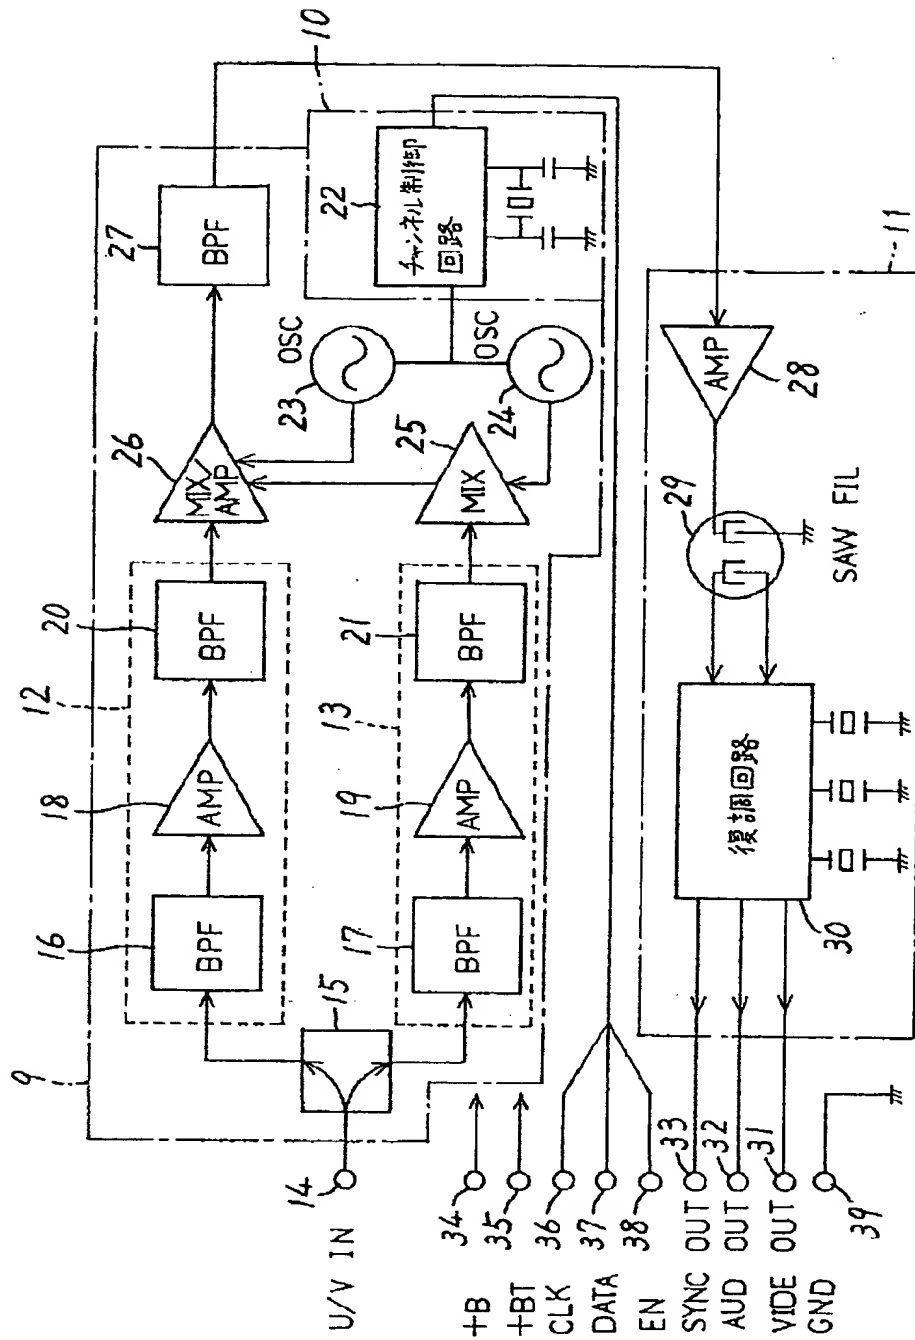 9
12
16
BPF
18
AMP
20
BPF
26
MIX/
AMP
27
BPF
10
15
13
17
BPF
19
AMP
21
BPF
25
MIX
23
OSC
24
OSC
22
チャンネル制御
回路
U/V IN
14
+B
34
+BT
35
CLK
36
DATA
37
EN
38
SYNC OUT
33
AUD OUT
32
VIDE OUT
31
GND
39
30
復調回路
29
SAW FIL
AMP
28
11